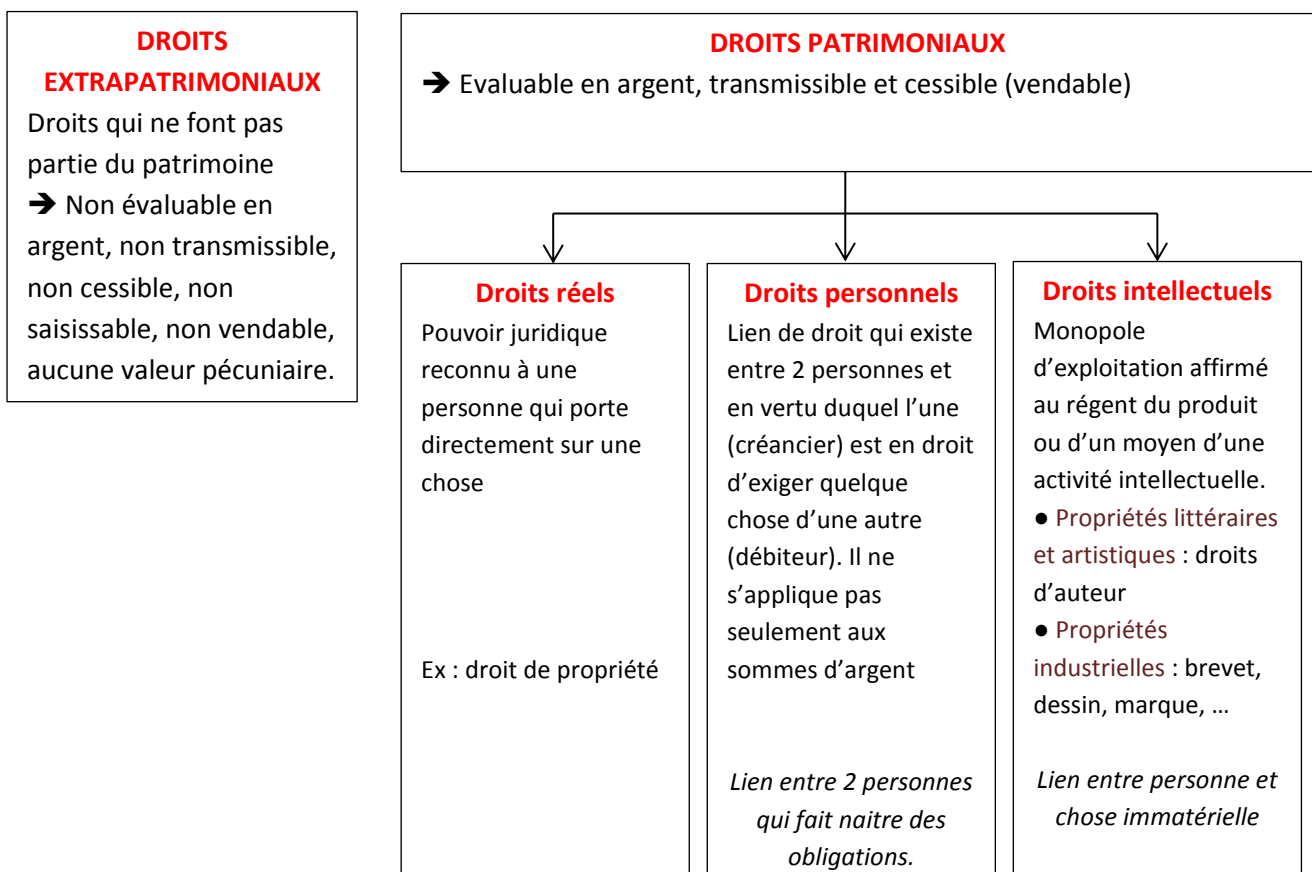 DROITS
EXTRAPATRIMONIAUX
Droits qui ne font pas
partie du patrimoine
➔ Non évaluable en
argent, non transmissible,
non cessible, non
saisissable, non vendable,
aucune valeur pécuniaire.
DROITS PATRIMONIAUX
➔ Evaluable en argent, transmissible et cessible (vendable)
Droits réels
Pouvoir juridique
reconnu à une
personne qui porte
directement sur une
chose
Ex : droit de propriété
Droits personnels
Lien de droit qui existe
entre 2 personnes et
en vertu duquel l’une
(créancier) est en droit
d’exiger quelque
chose d’une autre
(débiteur). Il ne
s’applique pas
seulement aux
sommes d’argent
Lien entre 2 personnes
qui fait naitre des
obligations.
Droits intellectuels
Monopole
d’exploitation affirmé
au régent du produit
ou d’un moyen d’une
activité intellectuelle.
● Propriétés littéraires
et artistiques : droits
d’auteur
● Propriétés
industrielles : brevet,
dessin, marque, …
Lien entre personne et
chose immatérielle